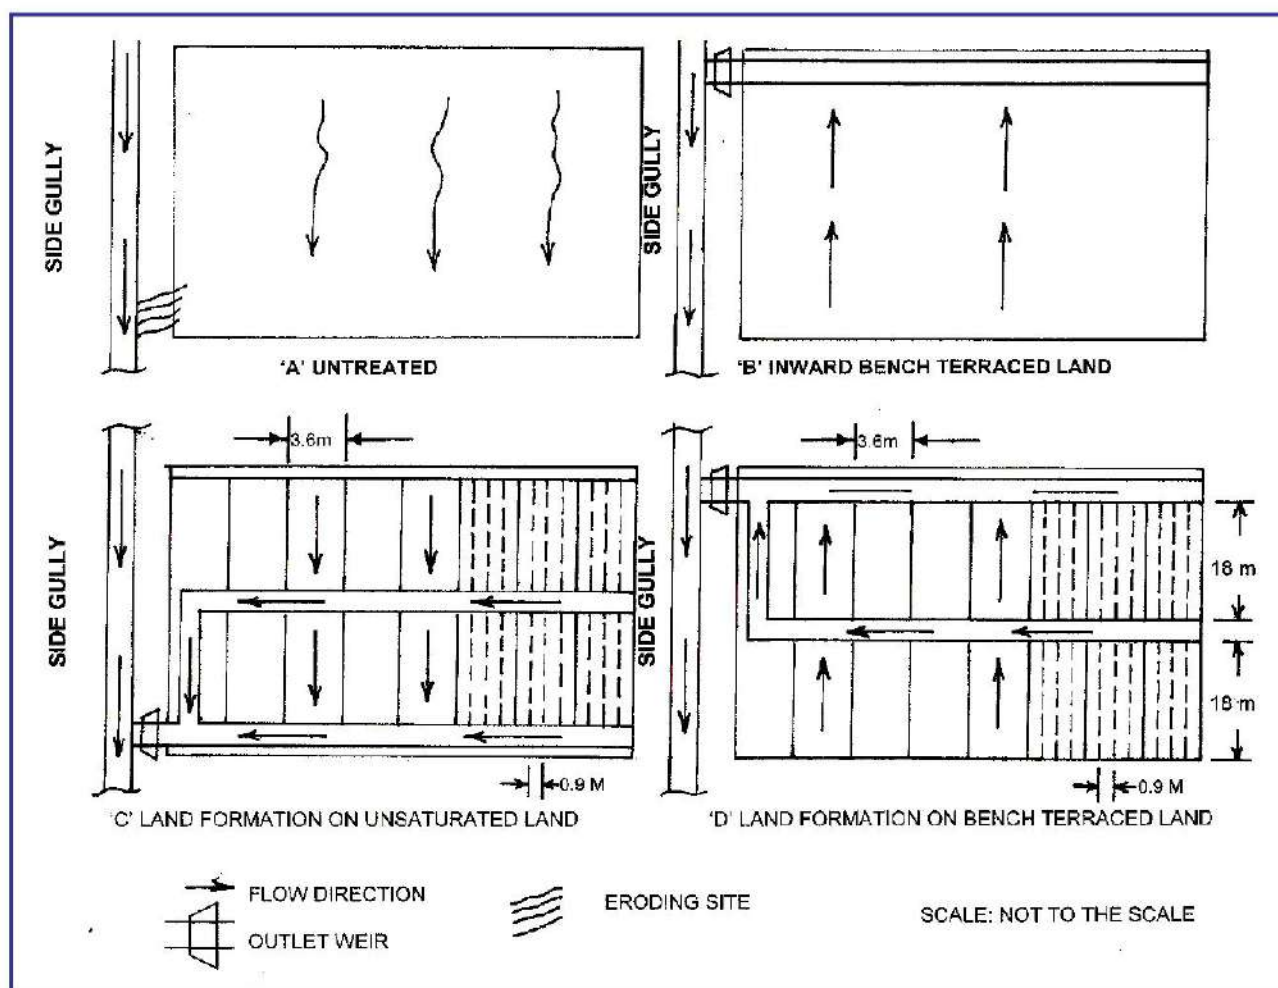 SIDE GULLY
'A' UNTREATED
SIDE GULLY
'B' INWARD BENCH TERRACED LAND
3.6m
SIDE GULLY
0.9 M
'C' LAND FORMATION ON UNSATURATED LAND
3.6m
SIDE GULLY
18 m
18 m
0.9 M
'D' LAND FORMATION ON BENCH TERRACED LAND
FLOW DIRECTION
OUTLET WEIR
ERODING SITE
SCALE: NOT TO THE SCALE